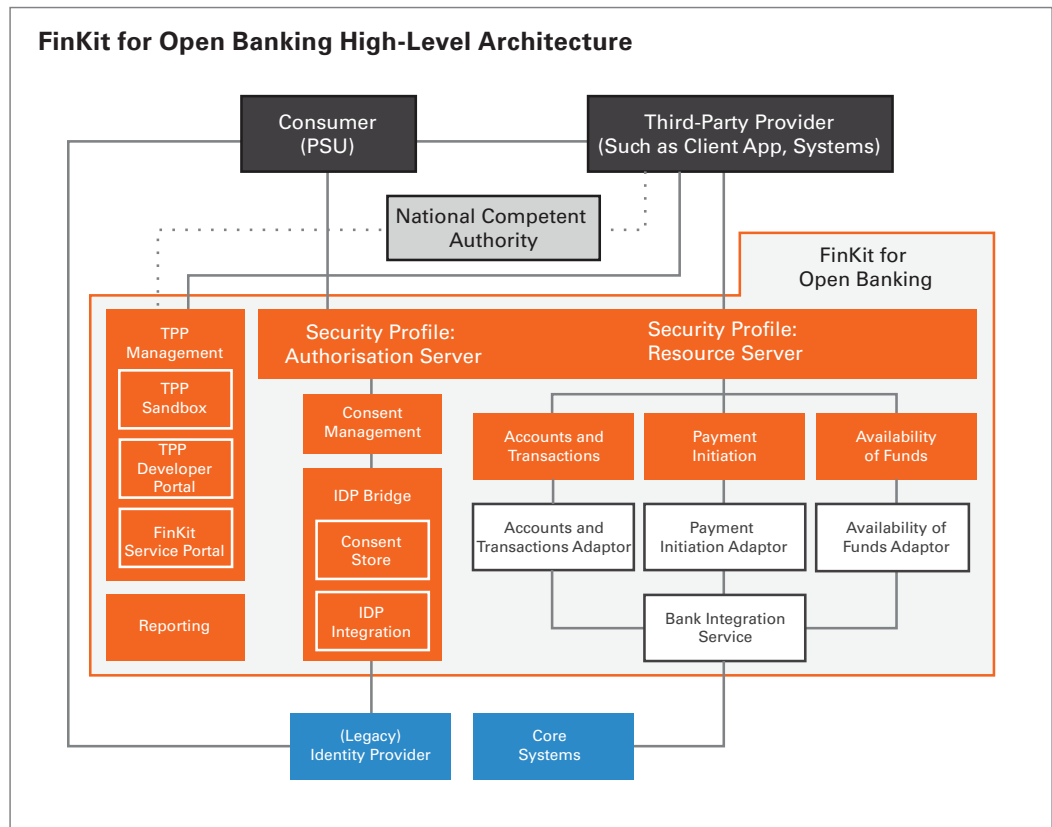 FinKit for Open Banking High-Level Architecture
Consumer
(PSU)
Third-Party Provider
(Such as Client App, Systems)
National Competent
Authority
FinKit for
Open Banking
TPP
Management
TPP
Sandbox
TPP
Developer
Portal
FinKit
Service Portal
Reporting
Security Profile:
Authorisation Server
Security Profile:
Resource Server
Consent
Management
IDP Bridge
Consent
Store
IDP
Integration
Accounts and
Transactions
Payment
Initiation
Availability
of Funds
Accounts and
Transactions Adaptor
Payment
Initiation Adaptor
Availability of
Funds Adaptor
Bank Integration
Service
(Legacy)
Identity Provider
Core
Systems